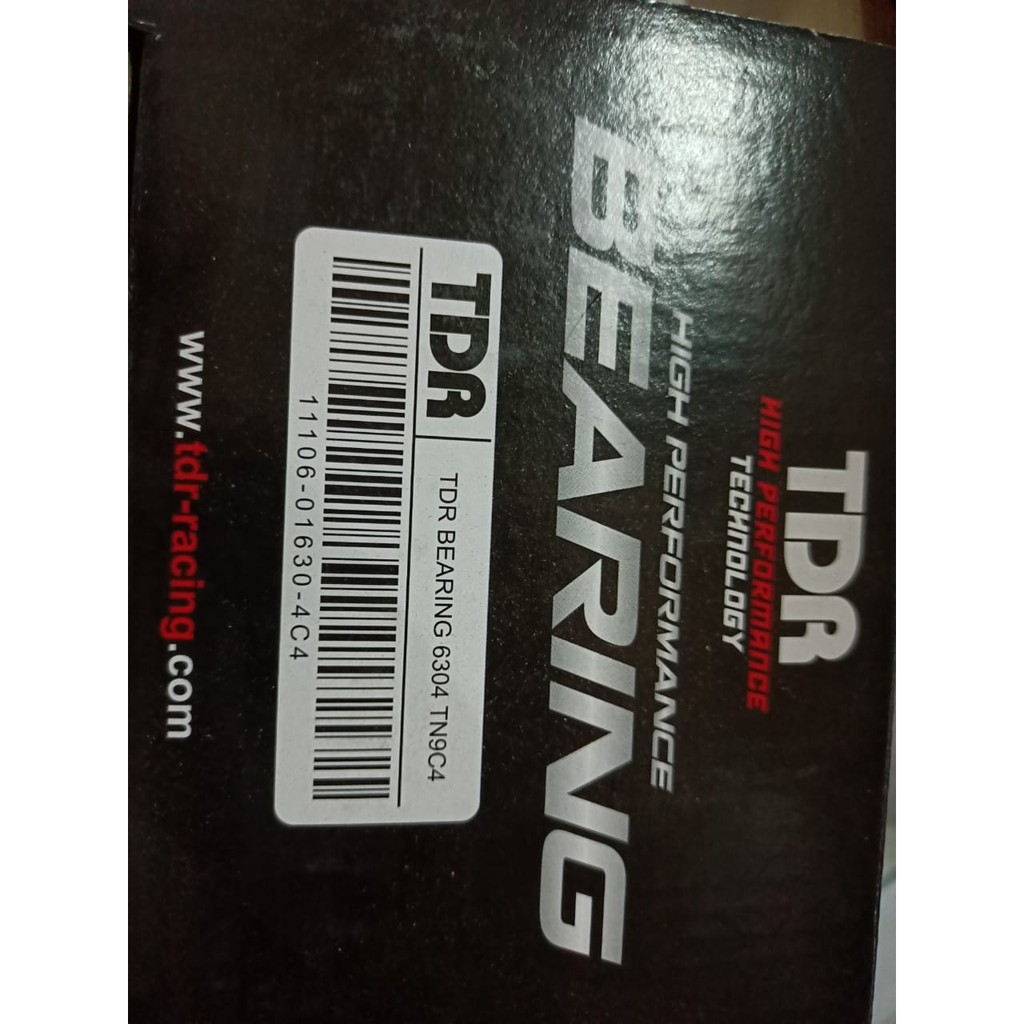 TDR
HIGH PERFORMANCE
TECHNOLOGY
HIGH PERFORMANCE
BEARING
TDR
TDR BEARING 6304 TN9C4
11106-01630-4C4
www.tdr-racing.com